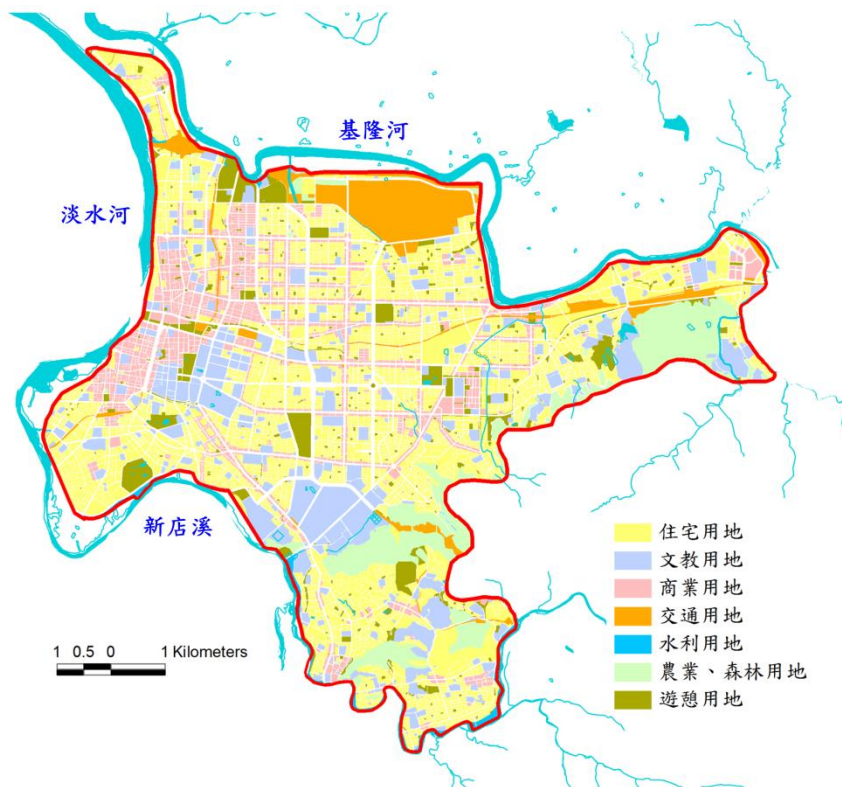 基隆河
淡水河
新店溪
住宅用地
文教用地
商業用地
交通用地
水利用地
農業、森林用地
遊憩用地
1 0.5 0 1 Kilometers